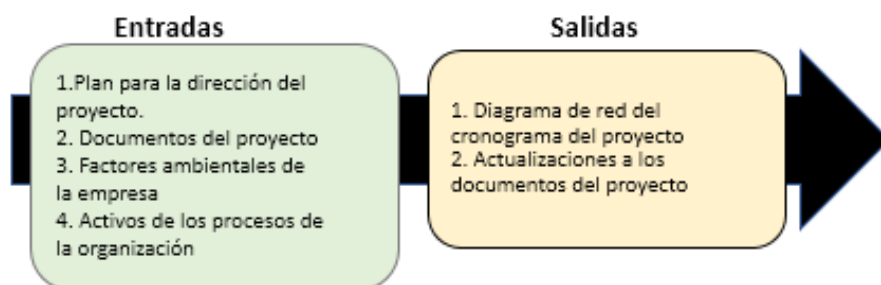 Entradas
1.Plan para la dirección del
proyecto.
2. Documentos del proyecto
3. Factores ambientales de
la empresa
4. Activos de los procesos de
la organización
Salidas
1. Diagrama de red del
cronograma del proyecto
2. Actualizaciones a los
documentos del proyecto